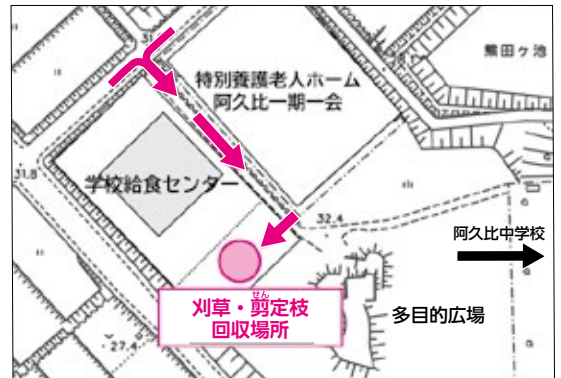 熊田ヶ池
31
特別養護老人ホーム
阿久比一期一会
学校給食センター
31.8
32.4
阿久比中学校
刈草・剪定枝
せん
回収場所
多目的広場
27.4